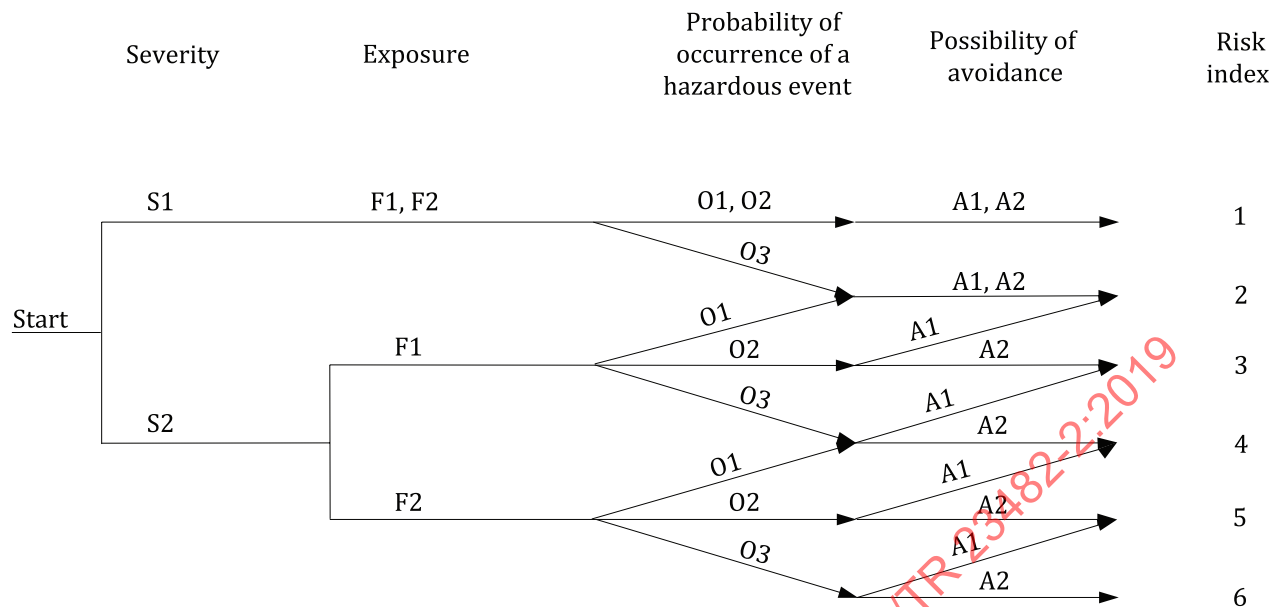 Severity
Exposure
Probability of
occurrence of a
hazardous event
Possibility of
avoidance
Risk
index
S1
F1, F2
O1, O2
A1, A2
1
O3
A1, A2
2
Start
O1
A1
F1
O2
A2
3
O3
A1
S2
A2
4
O1
A1
F2
O2
A2
5
O3
A1
A2
6
TR 23482-2:2019